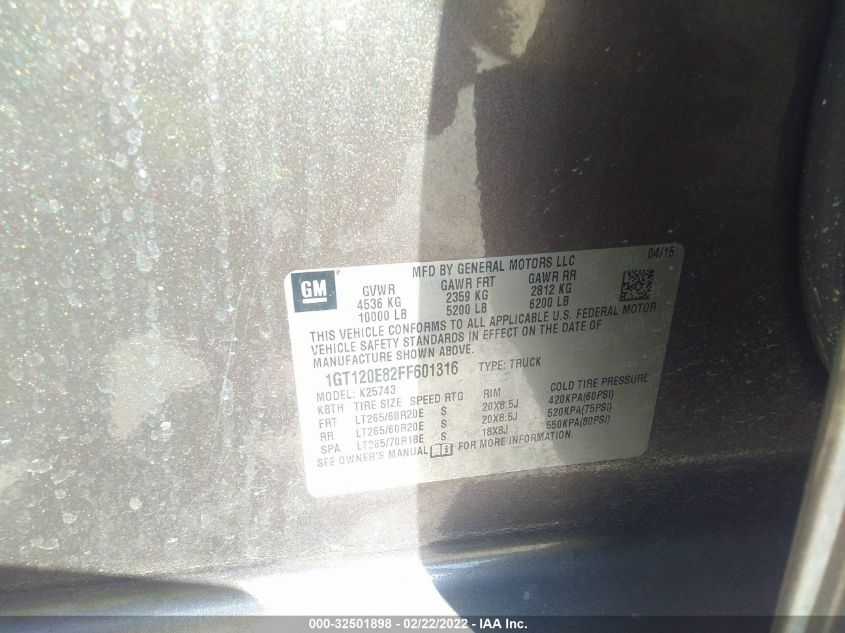 MFD BY GENERAL MOTORS LLC 04/15
GM GVWR GAWR FRT GAWR RR
4536 KG 2359 KG 2812 KG
10000 LB 5200 LB 6200 LB
THIS VEHICLE CONFORMS TO ALL APPLICABLE U.S. FEDERAL MOTOR
VEHICLE SAFETY STANDARDS IN EFFECT ON THE DATE OF
MANUFACTURE SHOWN ABOVE.
1GT120E82FF601316 TYPE: TRUCK
MODEL: K25743
K8TH TIRE SIZE SPEED RTG RIM COLD TIRE PRESSURE
FRT LT265/60R20E S 20X8.5J 420KPA(60PSI)
RR LT265/60R20E S 20X8.5J 520KPA(75PSI)
SPA LT265/70R18E S 18X8J 550KPA(80PSI)
SEE OWNER'S MANUAL FOR MORE INFORMATION.
000-32501898 - 02/22/2022 - IAA Inc.